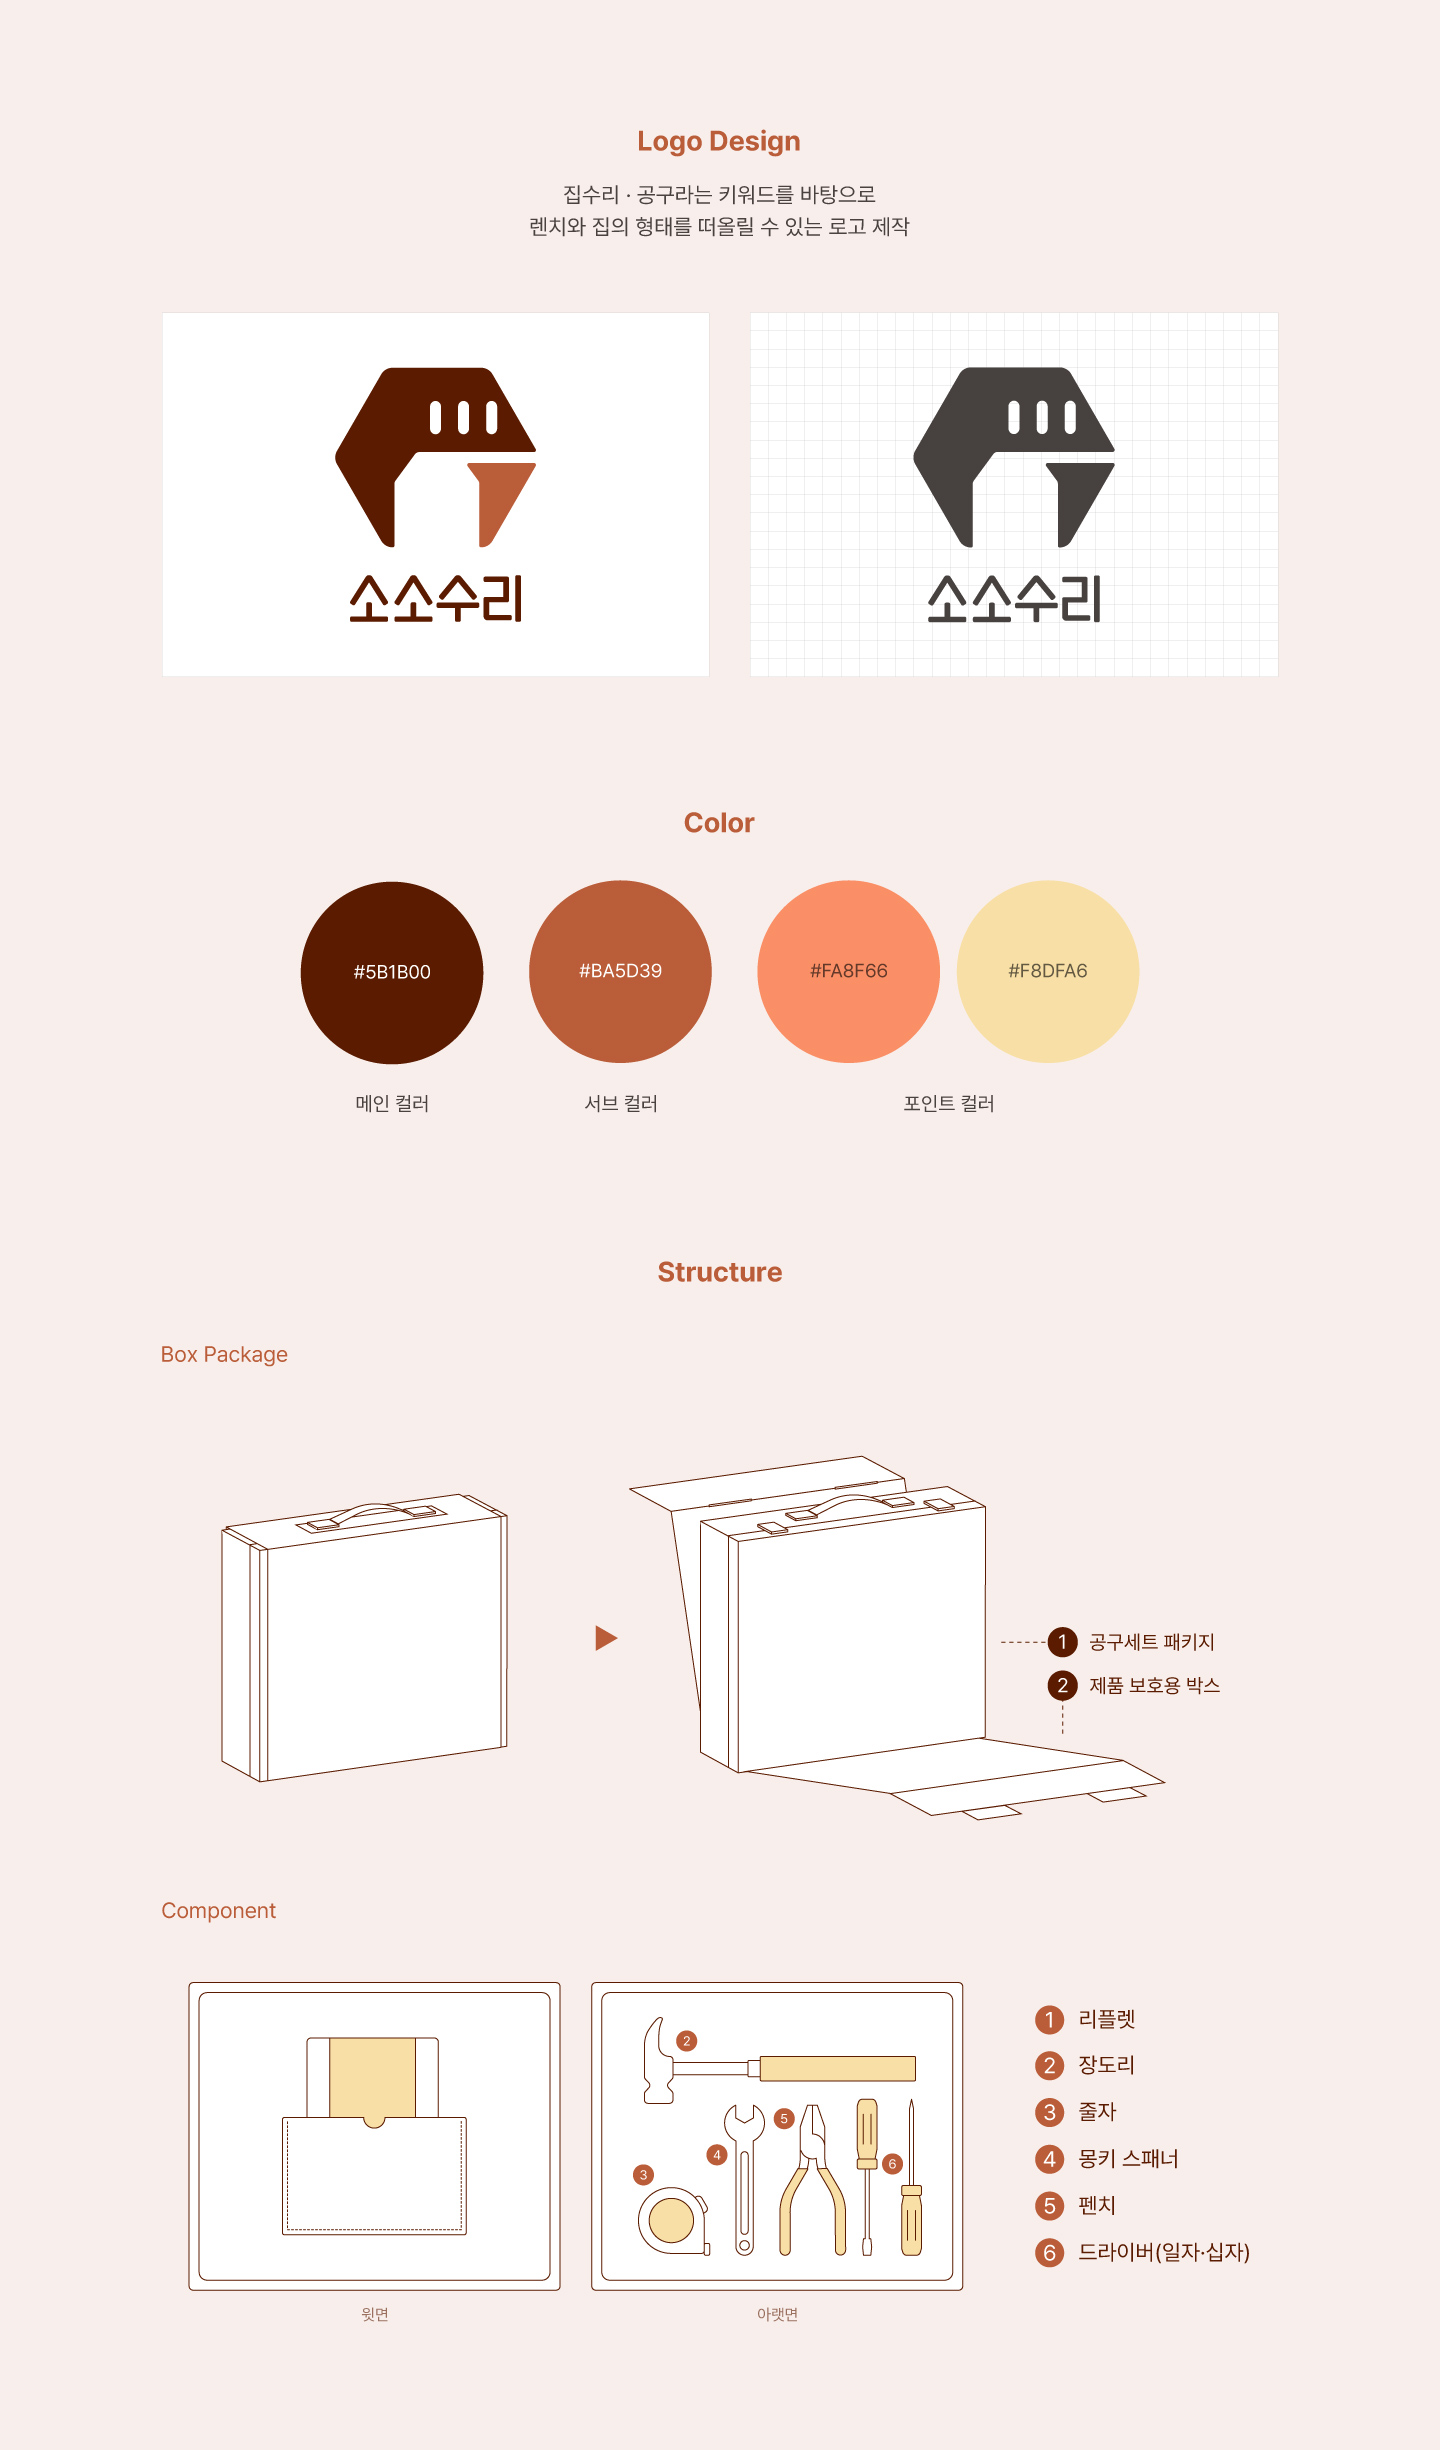 Logo Design
집수리 · 공구라는 키워드를 바탕으로
렌치와 집의 형태를 떠올릴 수 있는 로고 제작
소소수리
소소수리
Color
#5B1B00
#BA5D39
#FA8F66
#F8DFA6
메인 컬러
서브 컬러
포인트 컬러
Structure
Box Package
1 공구세트 패키지
2 제품 보호용 박스
Component
2
5
4
6
3
윗면
아랫면
1 리플렛
2 장도리
3 줄자
4 몽키 스패너
5 펜치
6 드라이버(일자·십자)